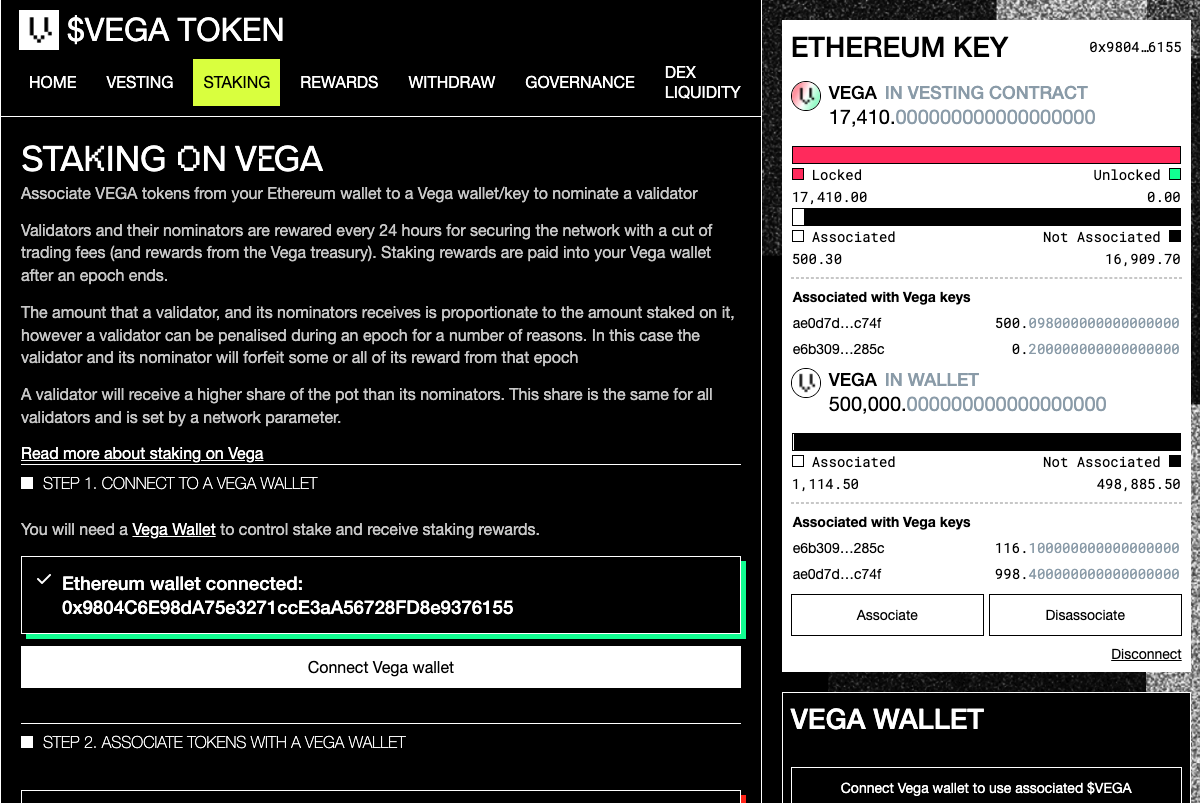 $VEGA TOKEN
HOME
VESTING
STAKING
REWARDS
WITHDRAW
GOVERNANCE
DEX
LIQUIDITY
STAKING ON VEGA
Associate VEGA tokens from your Ethereum wallet to a Vega wallet/key to nominate a validator
Validators and their nominators are rewared every 24 hours for securing the network with a cut of
trading fees (and rewards from the Vega treasury). Staking rewards are paid into your Vega wallet
after an epoch ends.
The amount that a validator, and its nominators receives is proportionate to the amount staked on it,
however a validator can be penalised during an epoch for a number of reasons. In this case the
validator and its nominator will forfeit some or all of its reward from that epoch
A validator will receive a higher share of the pot than its nominators. This share is the same for all
validators and is set by a network parameter.
Read more about staking on Vega
STEP 1. CONNECT TO A VEGA WALLET
You will need a Vega Wallet to control stake and receive staking rewards.
Ethereum wallet connected:
0x9804C6E98dA75e3271ccE3aA56728FD8e9376155
Connect Vega wallet
STEP 2. ASSOCIATE TOKENS WITH A VEGA WALLET
ETHEREUM KEY 0x9804…6155
VEGA IN VESTING CONTRACT
17,410.000000000000000000
Locked Unlocked
17,410.00 0.00
Associated Not Associated
500.30 16,909.70
Associated with Vega keys
ae0d7d…c74f 500.098000000000000000
e6b309…285c 0.200000000000000000
VEGA IN WALLET
500,000.000000000000000000
Associated Not Associated
1,114.50 498,885.50
Associated with Vega keys
e6b309…285c 116.100000000000000000
ae0d7d…c74f 998.400000000000000000
Associate Disassociate
Disconnect
VEGA WALLET
Connect Vega wallet to use associated $VEGA